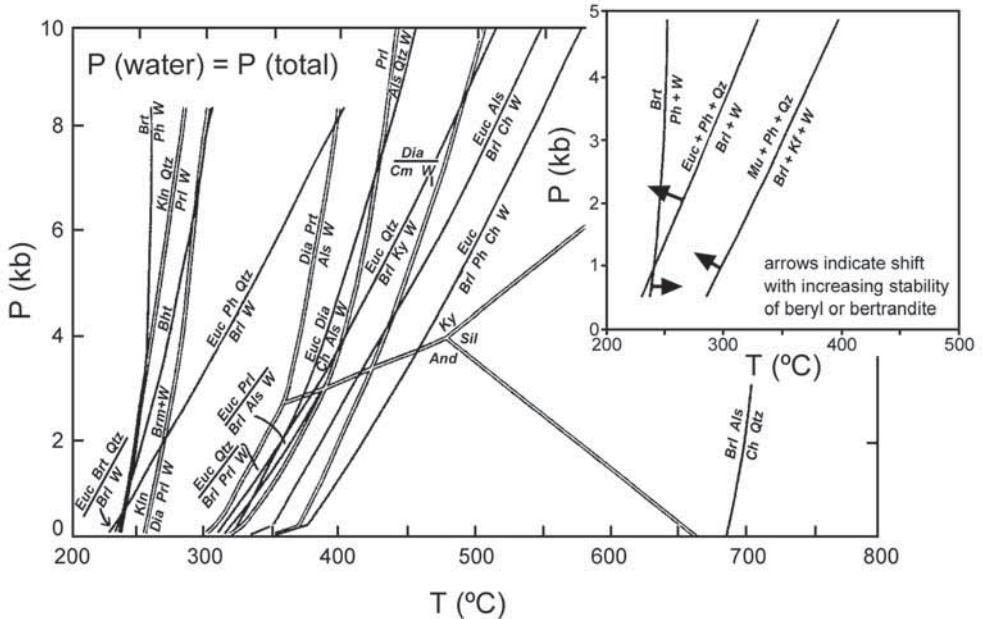 P (water) = P (total)
P (kb)
10
8
6
4
2
0
200
300
400
500
600
700
800
T (ºC)
Brt
Ph W
Kln Qtz
Prl W
Bht
Brm+W
Euc Brt Qtz
Brl W
Kln
Dia Prl W
Euc Ph Qtz
Brl W
Euc Prl
Brl Als W
Euc Qtz
Brl Prl W
Dia Prt
Als W
Euc Dia
Ch Als W
Prl
Als Qtz W
Dia
Cm W
Euc Qtz
Brl Ky W
Euc Als
Brl Ch W
Euc
Brl Ph Ch W
Ky
Sil
And
Brl Als
Ch Qtz
P (kb)
5
4
3
2
1
0
200
300
400
500
T (ºC)
Brt
Ph + W
Euc + Ph + Qz
Brl + W
Mu + Ph + Qz
Brl + Kf + W
arrows indicate shift
with increasing stability
of beryl or bertrandite